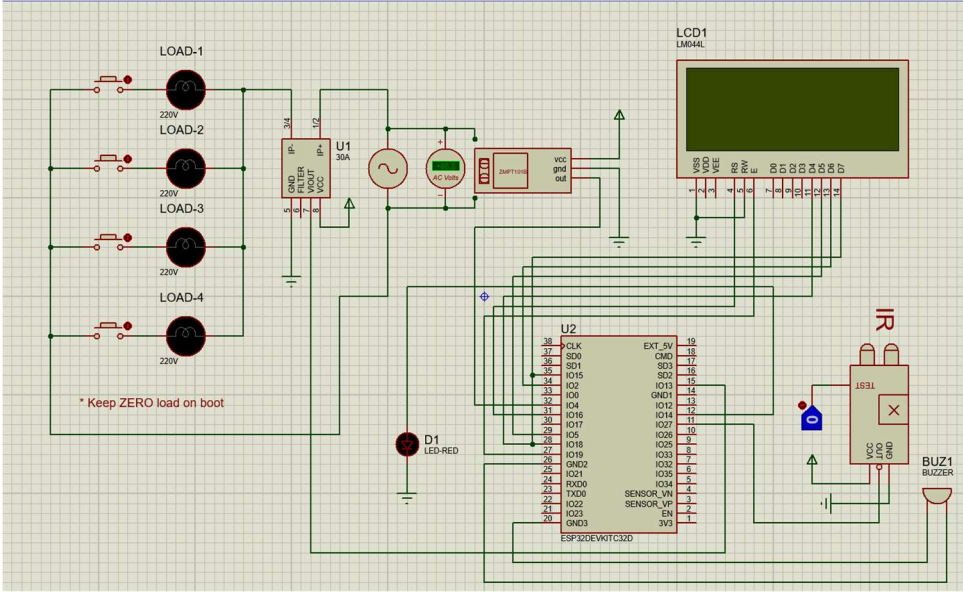 LOAD-1
220V
LOAD-2
220V
LOAD-3
220V
LOAD-4
220V
* Keep ZERO load on boot
3/4
1/2
IP-
IP+
U1
30A
GND
FILTER
VIOUT
VCC
5
6
7
8
+
AC Volts
ZMPT101B
vcc
gnd
out
LCD1
LM044L
VSS
VDD
VEE
RS
RW
E
D0
D1
D2
D3
D4
D5
D6
D7
1
2
3
4
5
6
7
8
9
10
11
12
13
14
U2
38 CLK EXT_5V 19
37 SD0 CMD 18
36 SD1 SD3 17
35 IO15 SD2 16
34 IO2 IO13 15
33 IO0 GND1 14
32 IO4 IO12 13
31 IO16 IO14 12
30 IO17 IO27 11
29 IO5 IO26 10
28 IO18 IO25 9
27 IO19 IO33 8
26 GND2 IO32 7
25 IO21 IO35 6
24 RXD0 IO34 5
23 TXD0 SENSOR_VN 4
22 IO22 SENSOR_VP 3
21 IO23 EN 2
20 GND3 3V3 1
ESP32DEVKITC32D
D1
LED-RED
IR
TEST
0
VCC
OUT
GND
BUZ1
BUZZER